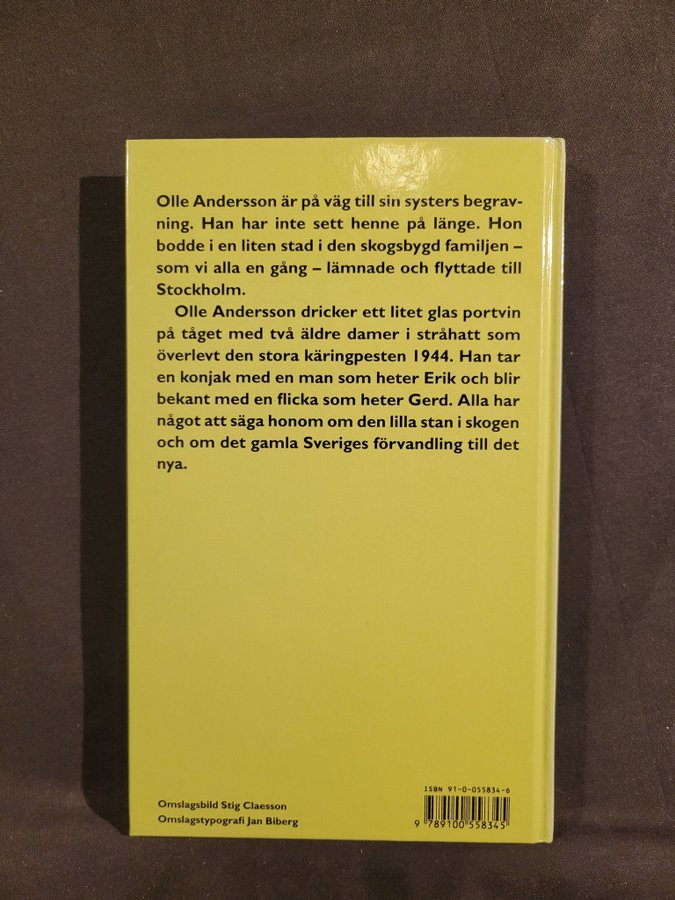 Olle Andersson är på väg till sin systers begrav-
ning. Han har inte sett henne på länge. Hon
bodde i en liten stad i den skogsbygd familjen –
som vi alla en gång – lämnade och flyttade till
Stockholm.
Olle Andersson dricker ett litet glas portvin
på tåget med två äldre damer i stråhatt som
överlevt den stora käringpesten 1944. Han tar
en konjak med en man som heter Erik och blir
bekant med en flicka som heter Gerd. Alla har
något att säga honom om den lilla stan i skogen
och om det gamla Sveriges förvandling till det
nya.
Omslagsbild Stig Claesson
Omslagstypografi Jan Biberg
ISBN 91-0-055834-6
9 789100 558345